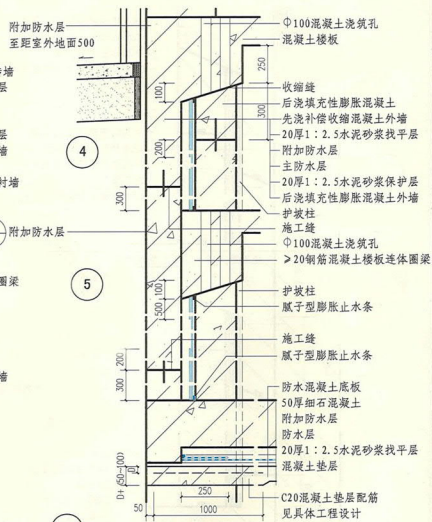 附加防水层
至距室外地面500
Φ100混凝土浇筑孔
混凝土楼板
收缩缝
后浇填充性膨胀混凝土
先浇补偿收缩混凝土外墙
20厚1：2.5水泥砂浆找平层
附加防水层
主防水层
20厚1：2.5水泥砂浆保护层
后浇填充性膨胀混凝土外墙
护坡柱
施工缝
附加防水层
Φ100混凝土浇筑孔
≥20钢筋混凝土楼板连体圈梁
护坡柱
腻子型膨胀止水条
施工缝
腻子型膨胀止水条
防水混凝土底板
50厚细石混凝土
附加防水层
防水层
20厚1：2.5水泥砂浆找平层
混凝土垫层
C20混凝土垫层配筋
见具体工程设计
4
5
250
300
100
200
300
100
500
200
300
D+(50~100)
D
250
50
1000
墙
层
层
墙
衬墙
圈梁
墙